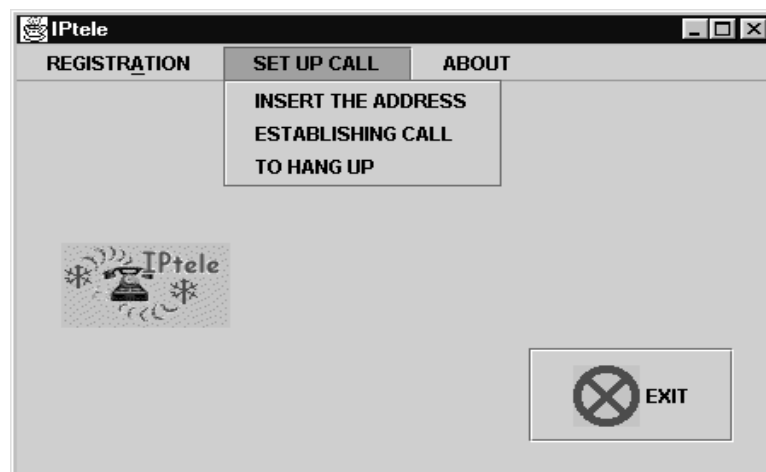 IPtele
REGISTRATION SET UP CALL ABOUT
INSERT THE ADDRESS
ESTABLISHING CALL
TO HANG UP
IPtele
EXIT